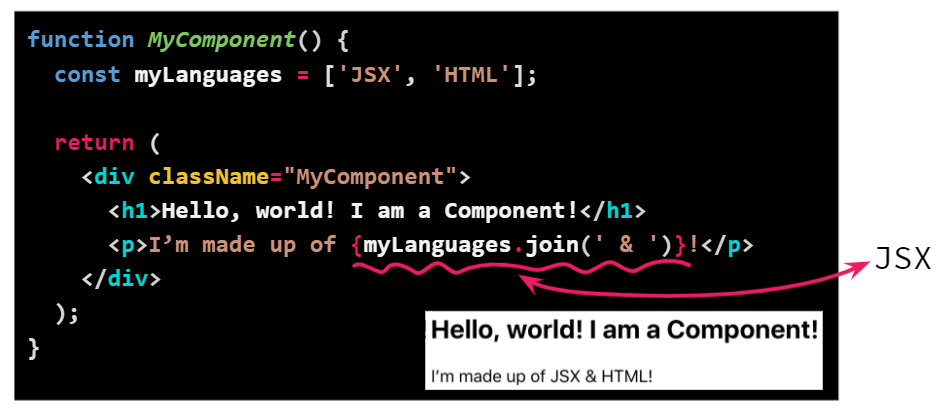 function MyComponent() {
const myLanguages = ['JSX', 'HTML'];
return (
<div className="MyComponent">
<h1>Hello, world! I am a Component!</h1>
<p>I’m made up of {myLanguages.join(' & ')}!</p>
</div>
);
}
JSX
Hello, world! I am a Component!
I’m made up of JSX & HTML!